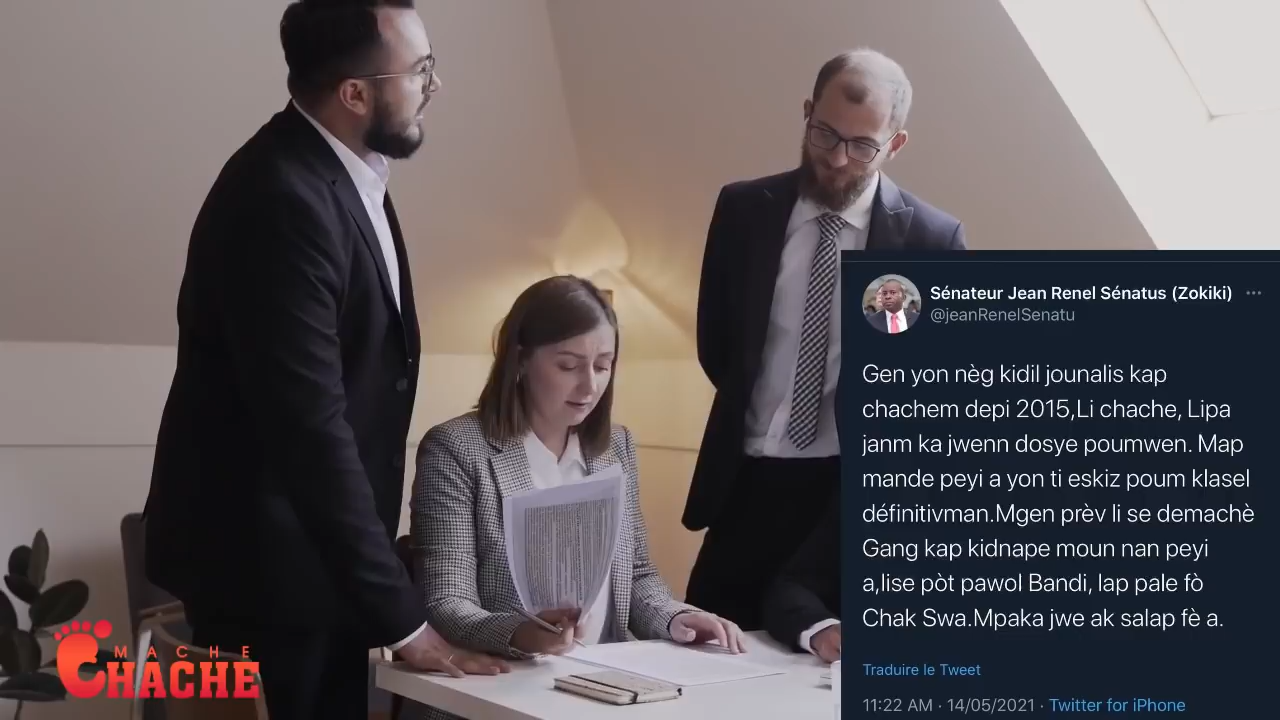 Sénateur Jean Renel Sénatus (Zokiki)
@jeanRenelSenatu
Gen yon nèg kidil jounalis kap
chachem depi 2015,Li chache, Lipa
janm ka jwenn dosye poumwen. Map
mande peyi a yon ti eskiz poum klasel
définitivman.Mgen prèv li se demachè
Gang kap kidnape moun nan peyi
a,lise pòt pawol Bandi, lap pale fò
Chak Swa.Mpaka jwe ak salap fè a.
Traduire le Tweet
11:22 AM · 14/05/2021 · Twitter for iPhone
MACHE
CHACHE